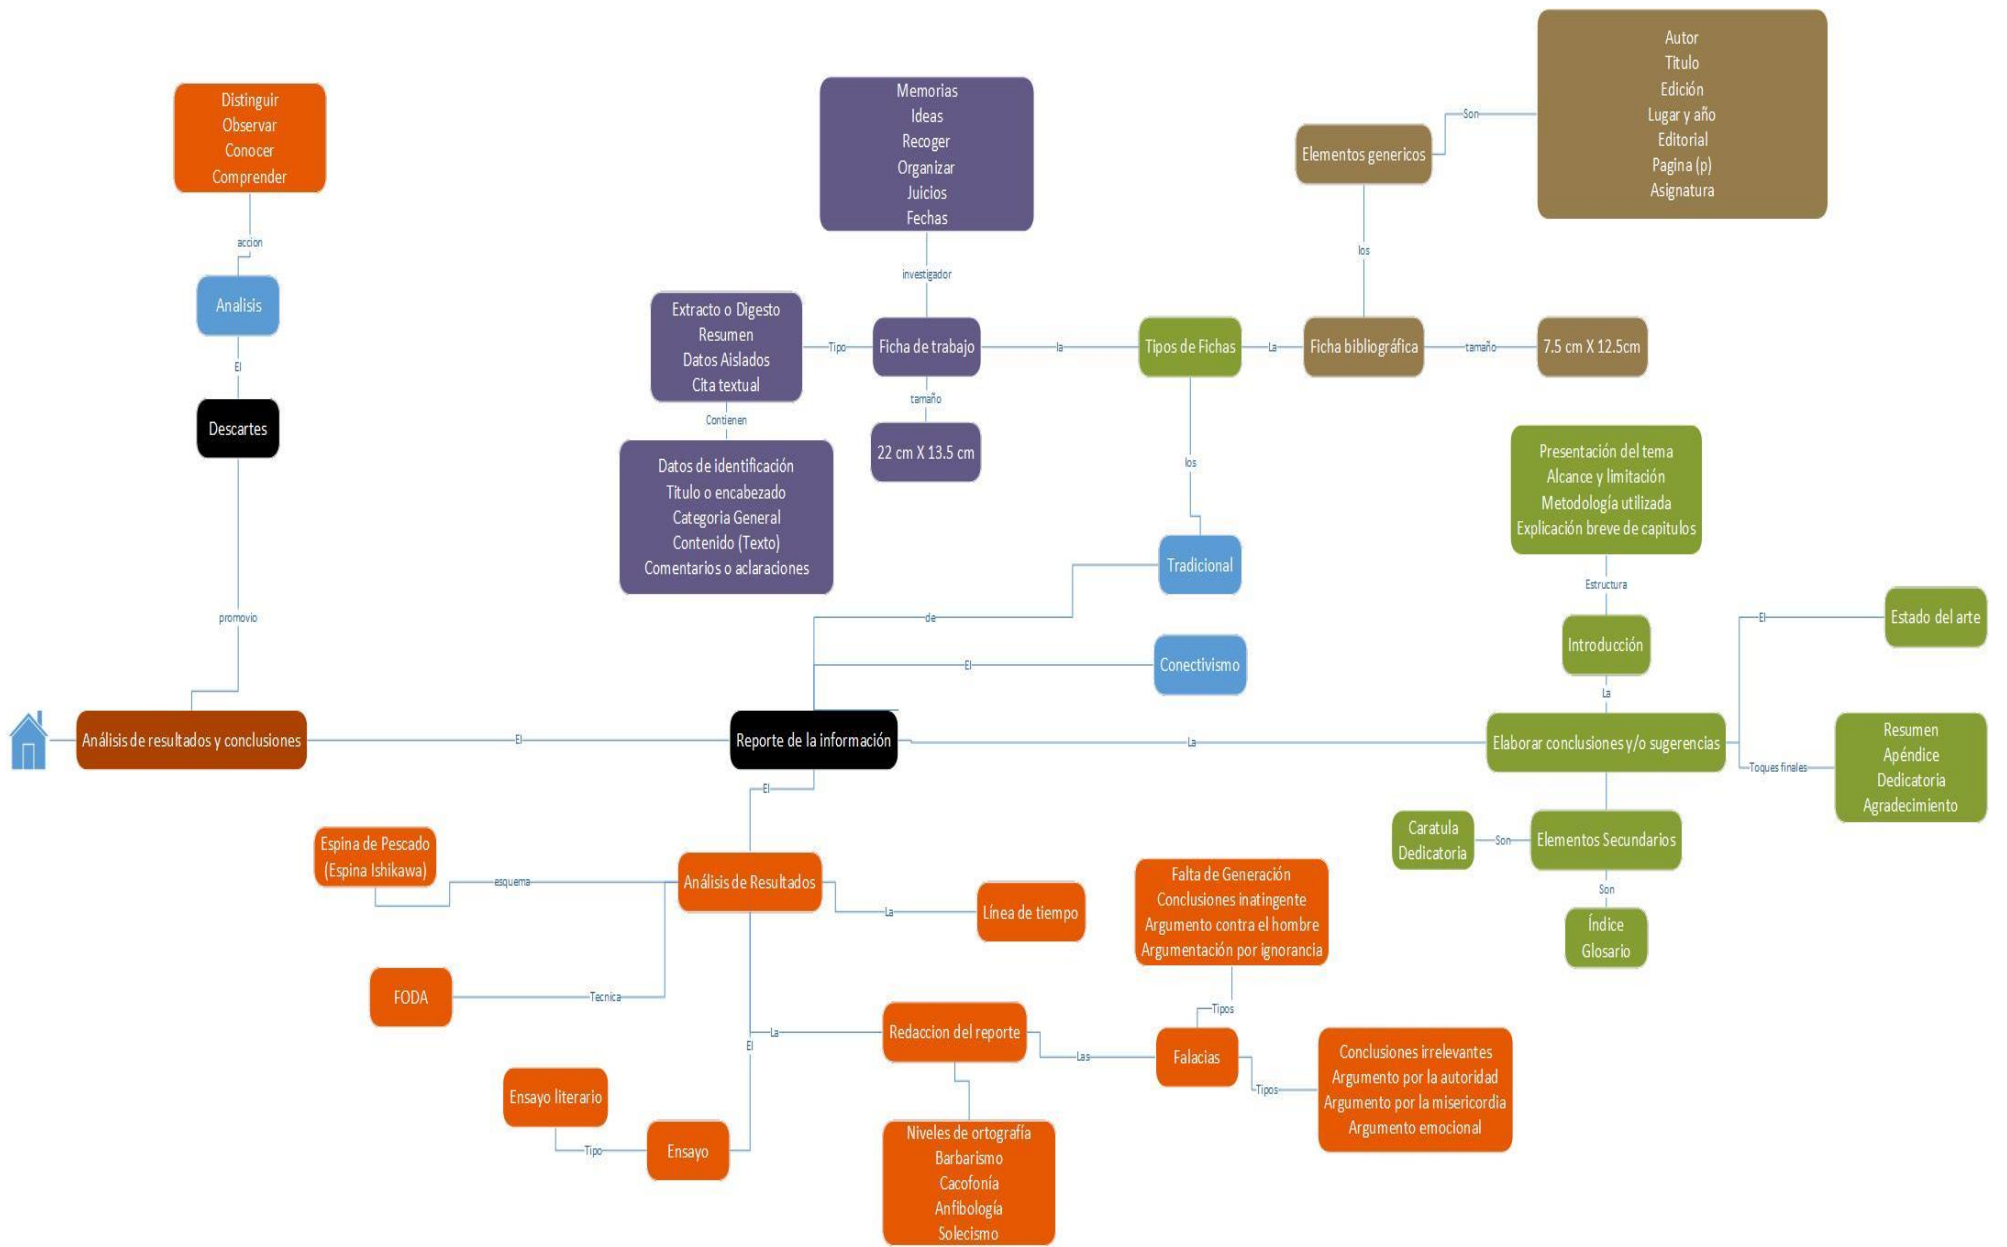 Autor
Titulo
Edición
Lugar y año
Editorial
Pagina (p)
Asignatura
Son
Elementos genericos
los
Distinguir
Observar
Conocer
Comprender
accion
Analisis
El
Descartes
promovio
Memorias
Ideas
Recoger
Organizar
Juicios
Fechas
investigador
Extracto o Digesto
Resumen
Datos Aislados
Cita textual
Tipo
Ficha de trabajo
la
Tipos de Fichas
La
Ficha bibliográfica
tamaño
7.5 cm X 12.5cm
Contienen
tamaño
22 cm X 13.5 cm
Datos de identificación
Titulo o encabezado
Categoria General
Contenido (Texto)
Comentarios o aclaraciones
los
Tradicional
de
Conectivismo
El
Presentación del tema
Alcance y limitación
Metodología utilizada
Explicación breve de capitulos
Estructura
Introducción
La
El
Estado del arte
Análisis de resultados y conclusiones
El
Reporte de la información
La
Elaborar conclusiones y/o sugerencias
Toques finales
Resumen
Apéndice
Dedicatoria
Agradecimiento
El
Caratula
Dedicatoria
Son
Elementos Secundarios
Son
Índice
Glosario
Espina de Pescado
(Espina Ishikawa)
esquema
Análisis de Resultados
La
Línea de tiempo
FODA
Tecnica
Falta de Generación
Conclusiones inatingente
Argumento contra el hombre
Argumentación por ignorancia
Tipos
La
Redaccion del reporte
Las
Falacias
Tipos
Conclusiones irrelevantes
Argumento por la autoridad
Argumento por la misericordia
Argumento emocional
El
Ensayo literario
Tipo
Ensayo
Niveles de ortografía
Barbarismo
Cacofonía
Anfibología
Solecismo